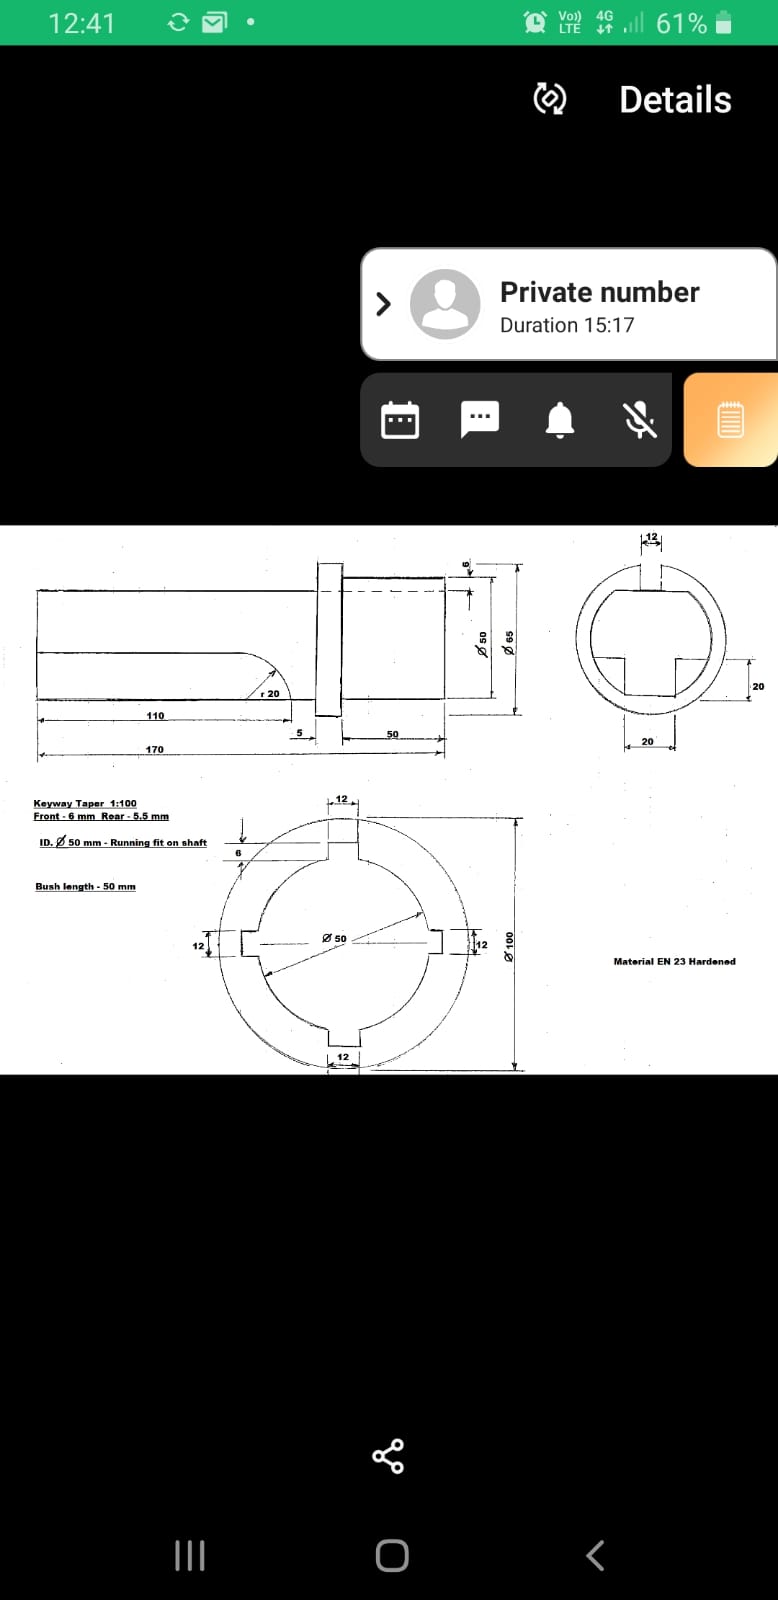 12:41
Vo)) LTE 4G 61%
Details
Private number
Duration 15:17
12
6
Ø 50
Ø 65
r 20
20
110
5
50
20
170
Keyway Taper 1:100
Front - 6 mm Rear - 5.5 mm
12
ID. Ø 50 mm - Running fit on shaft
6
Bush length - 50 mm
12
Ø 50
12
Ø 100
Material EN 23 Hardened
12